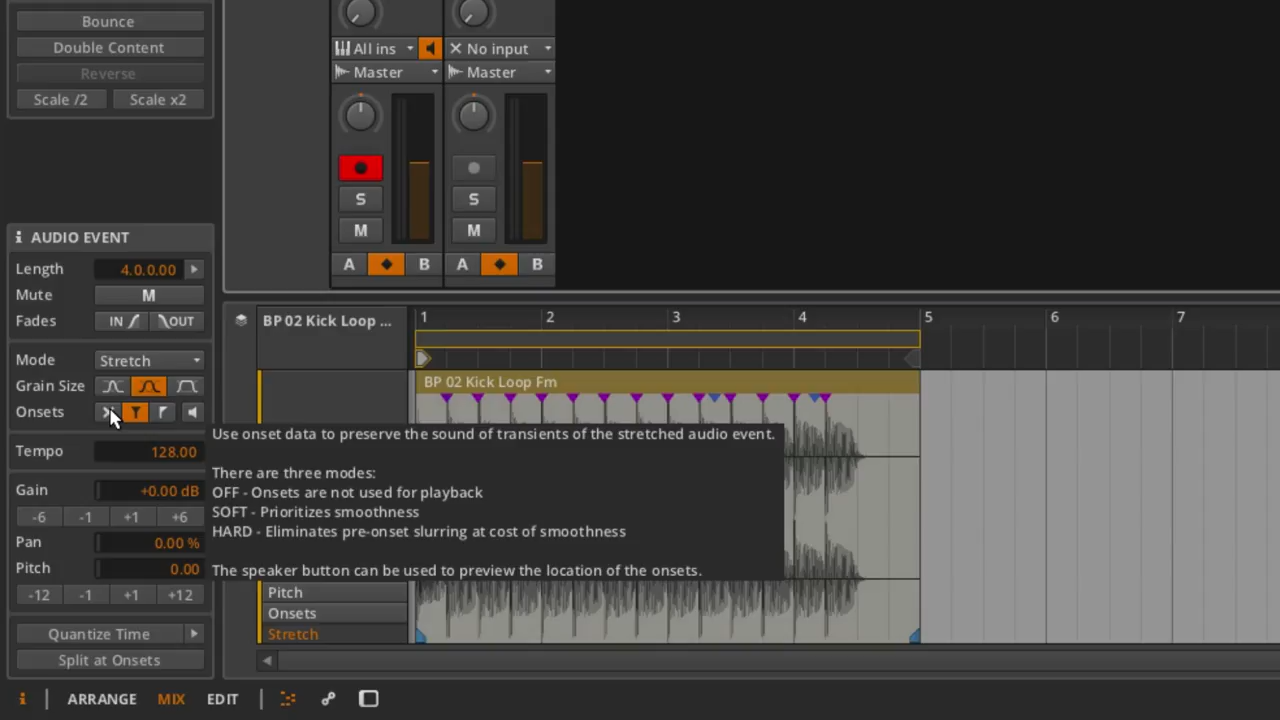 Bounce
Double Content
Reverse
Scale /2 Scale x2
All ins No input
Master Master
S S
M M
A B A B
i AUDIO EVENT
Length 4.0.0.00
Mute M
Fades IN OUT
Mode Stretch
Grain Size
Onsets
Tempo 128.00
Gain +0.00 dB
-6 -1 +1 +6
Pan 0.00 %
Pitch 0.00
-12 -1 +1 +12
Quantize Time
Split at Onsets
BP 02 Kick Loop ...
1 2 3 4 5 6 7
BP 02 Kick Loop Fm
Use onset data to preserve the sound of transients of the stretched audio event.
There are three modes:
OFF - Onsets are not used for playback
SOFT - Prioritizes smoothness
HARD - Eliminates pre-onset slurring at cost of smoothness
The speaker button can be used to preview the location of the onsets.
Pitch
Onsets
Stretch
i ARRANGE MIX EDIT